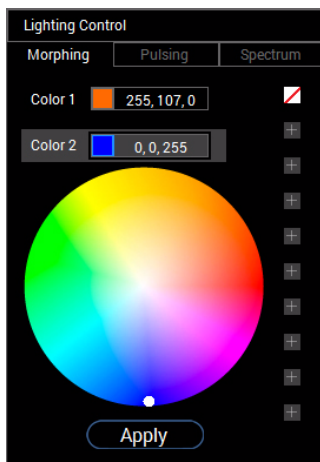 Lighting Control
Morphing Pulsing Spectrum
Color 1 255, 107, 0
Color 2 0, 0, 255
Apply